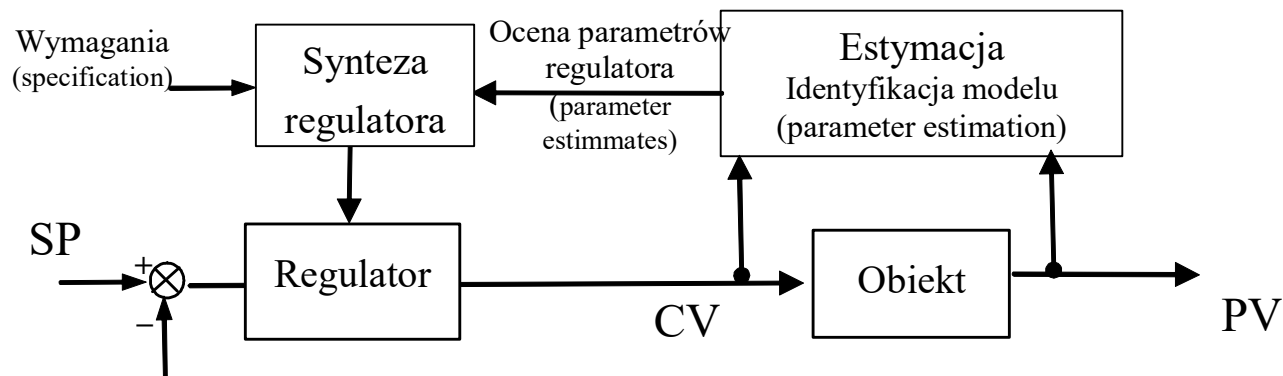 Wymagania
(specification)
Synteza
regulatora
Ocena parametrów
regulatora
(parameter
estimmates)
Estymacja
Identyfikacja modelu
(parameter estimation)
SP
+
−
Regulator
CV
Obiekt
PV